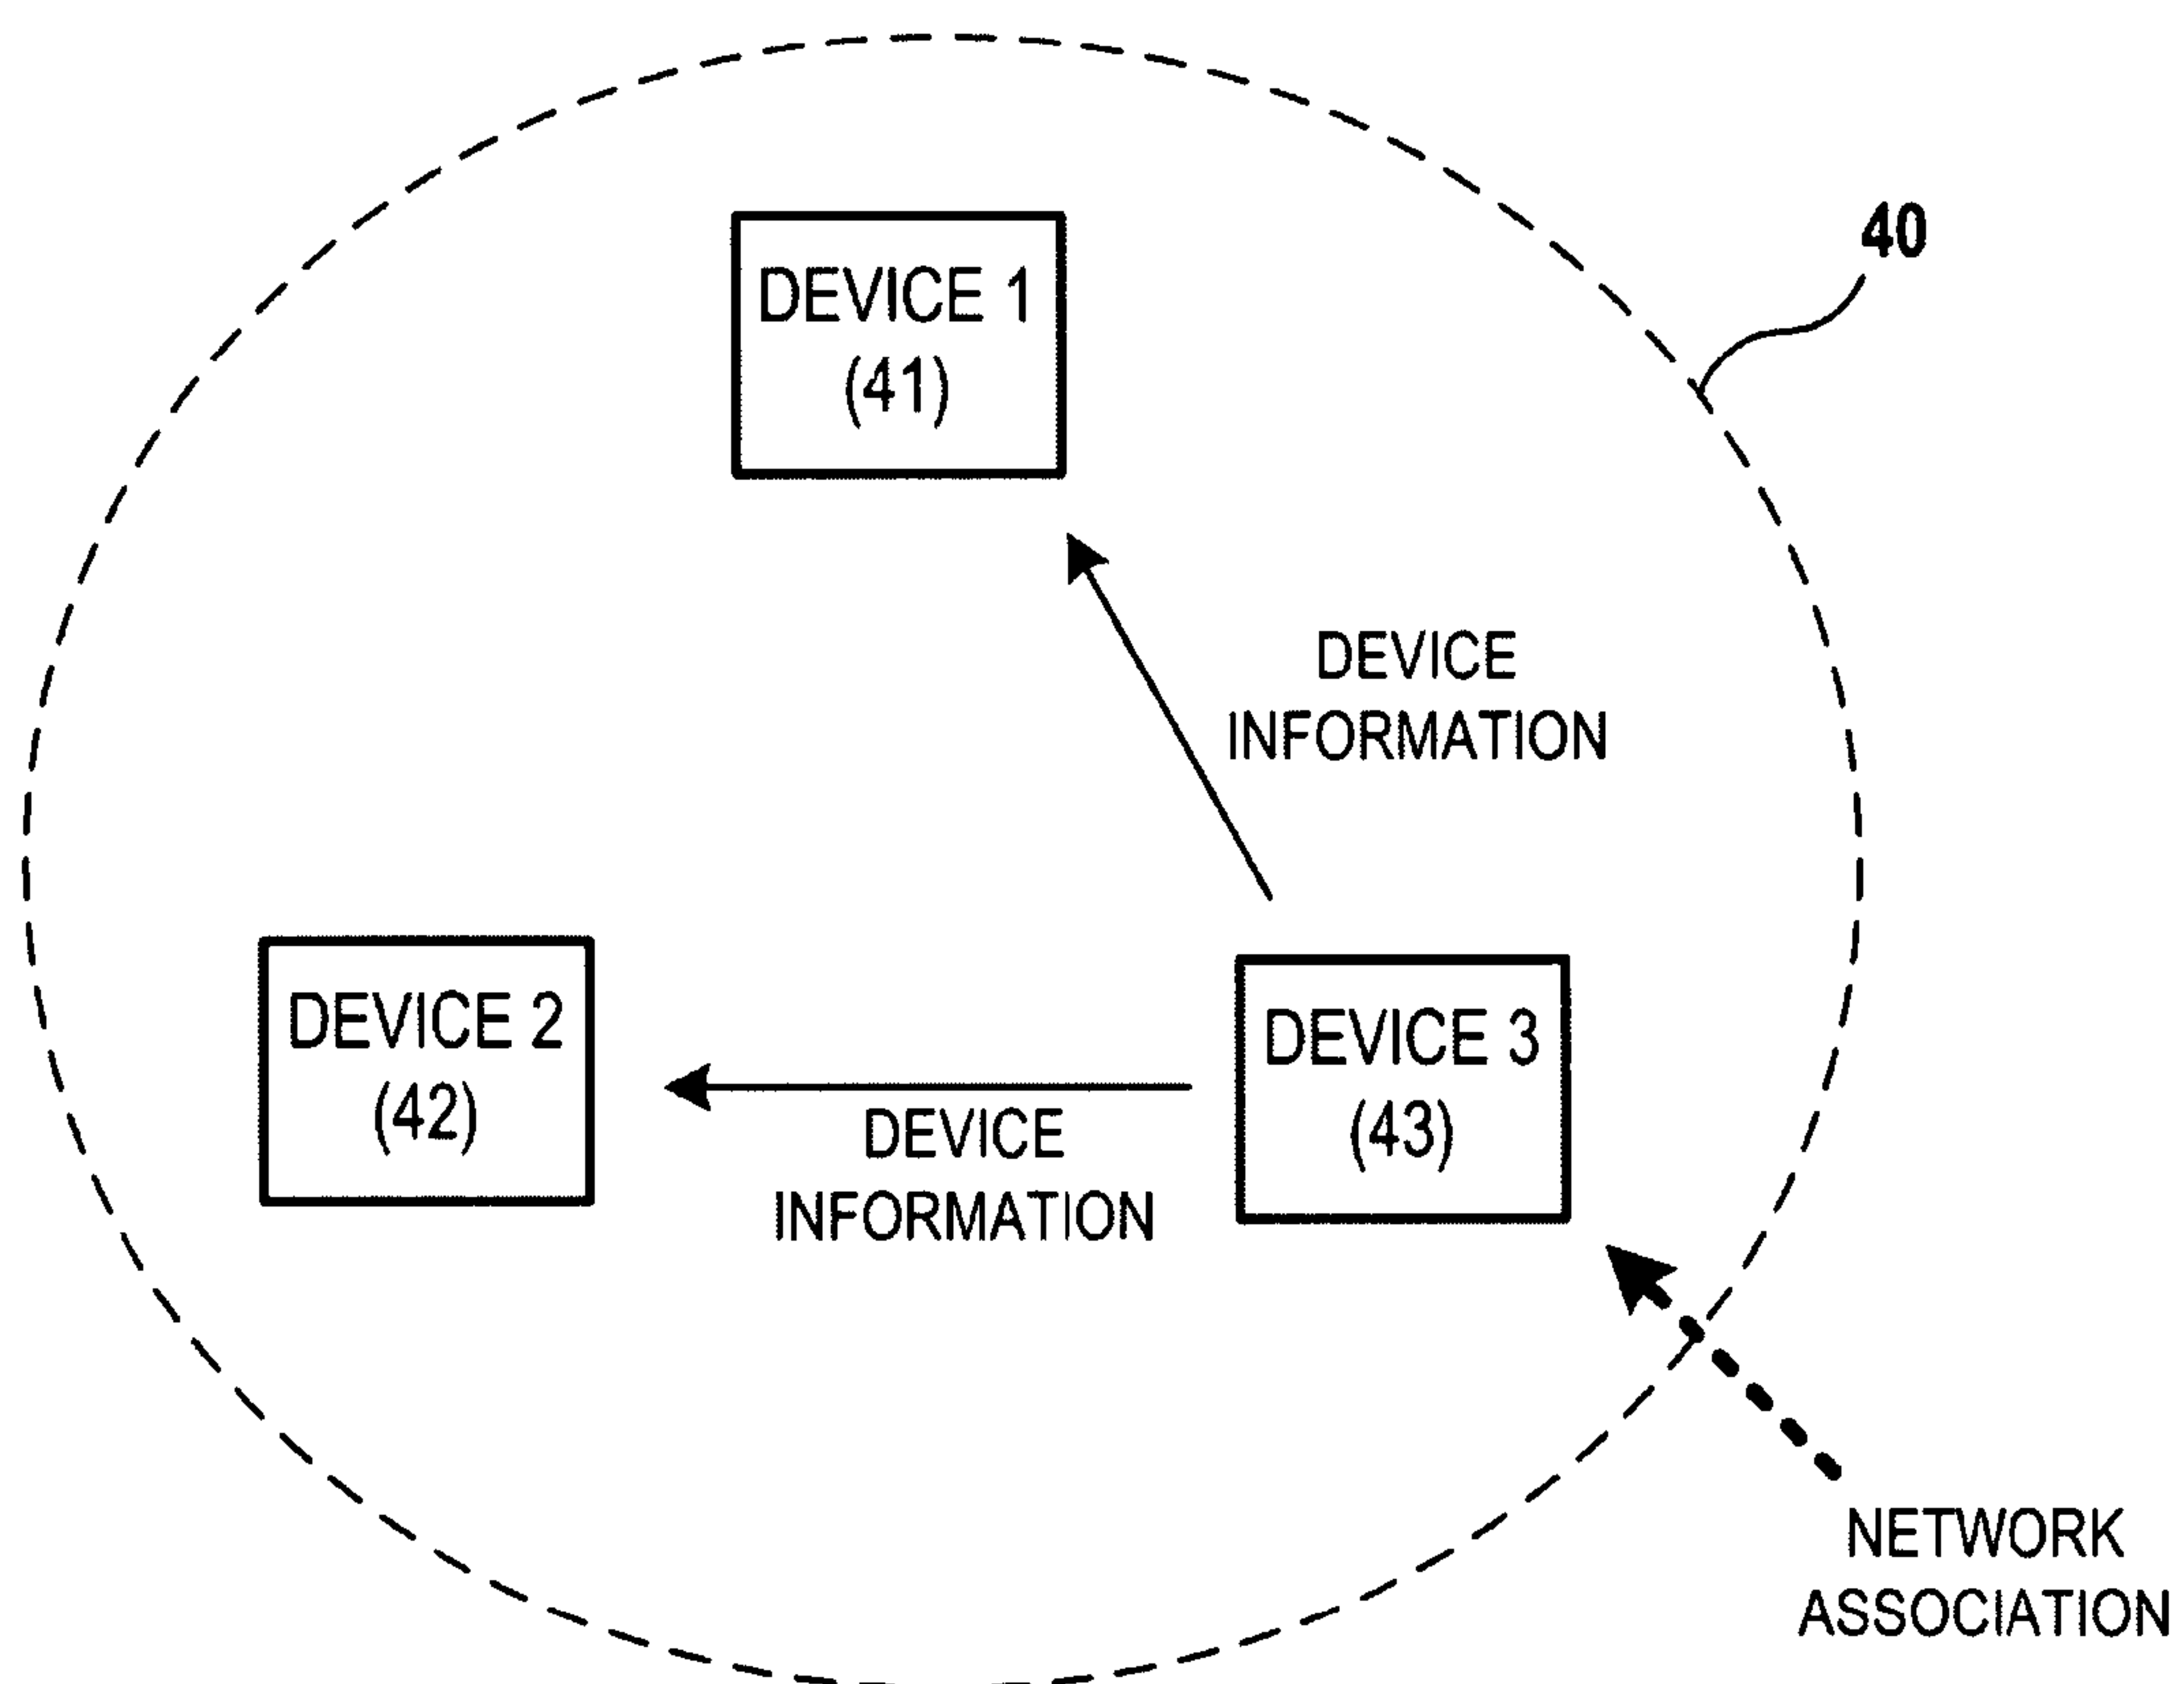 40
DEVICE 1
(41)
DEVICE
INFORMATION
DEVICE 2
(42)
DEVICE
INFORMATION
DEVICE 3
(43)
NETWORK
ASSOCIATION